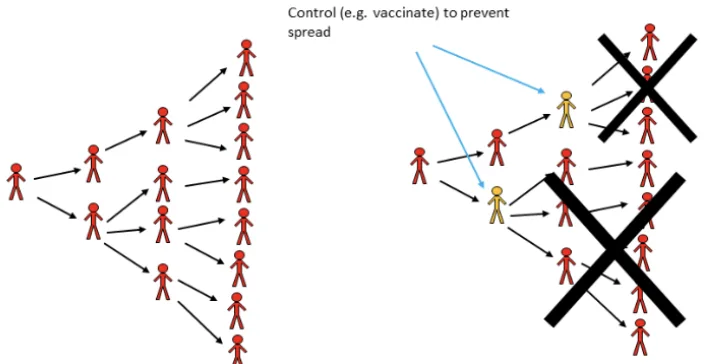 Control (e.g. vaccinate) to prevent
spread